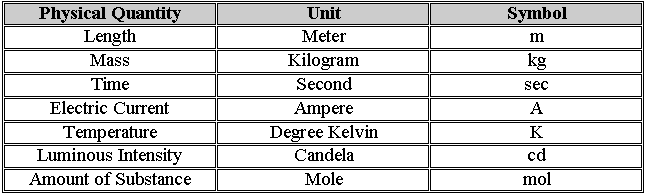 Physical Quantity Unit Symbol
Length Meter m
Mass Kilogram kg
Time Second sec
Electric Current Ampere A
Temperature Degree Kelvin K
Luminous Intensity Candela cd
Amount of Substance Mole mol